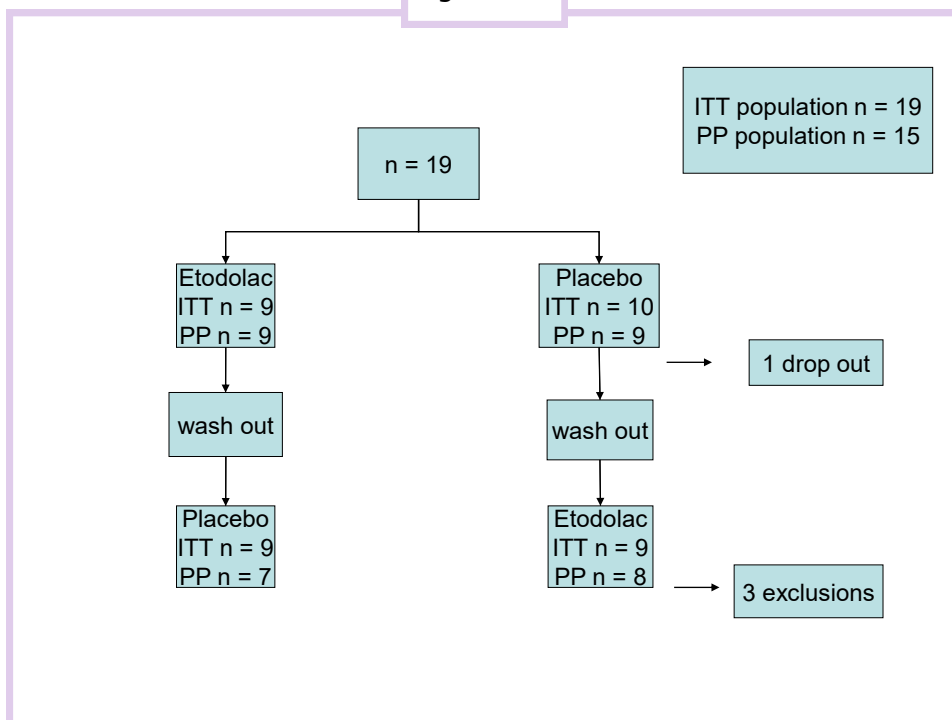 n = 19
ITT population n = 19
PP population n = 15
Etodolac
ITT n = 9
PP n = 9
Placebo
ITT n = 10
PP n = 9
1 drop out
wash out
wash out
Placebo
ITT n = 9
PP n = 7
Etodolac
ITT n = 9
PP n = 8
3 exclusions